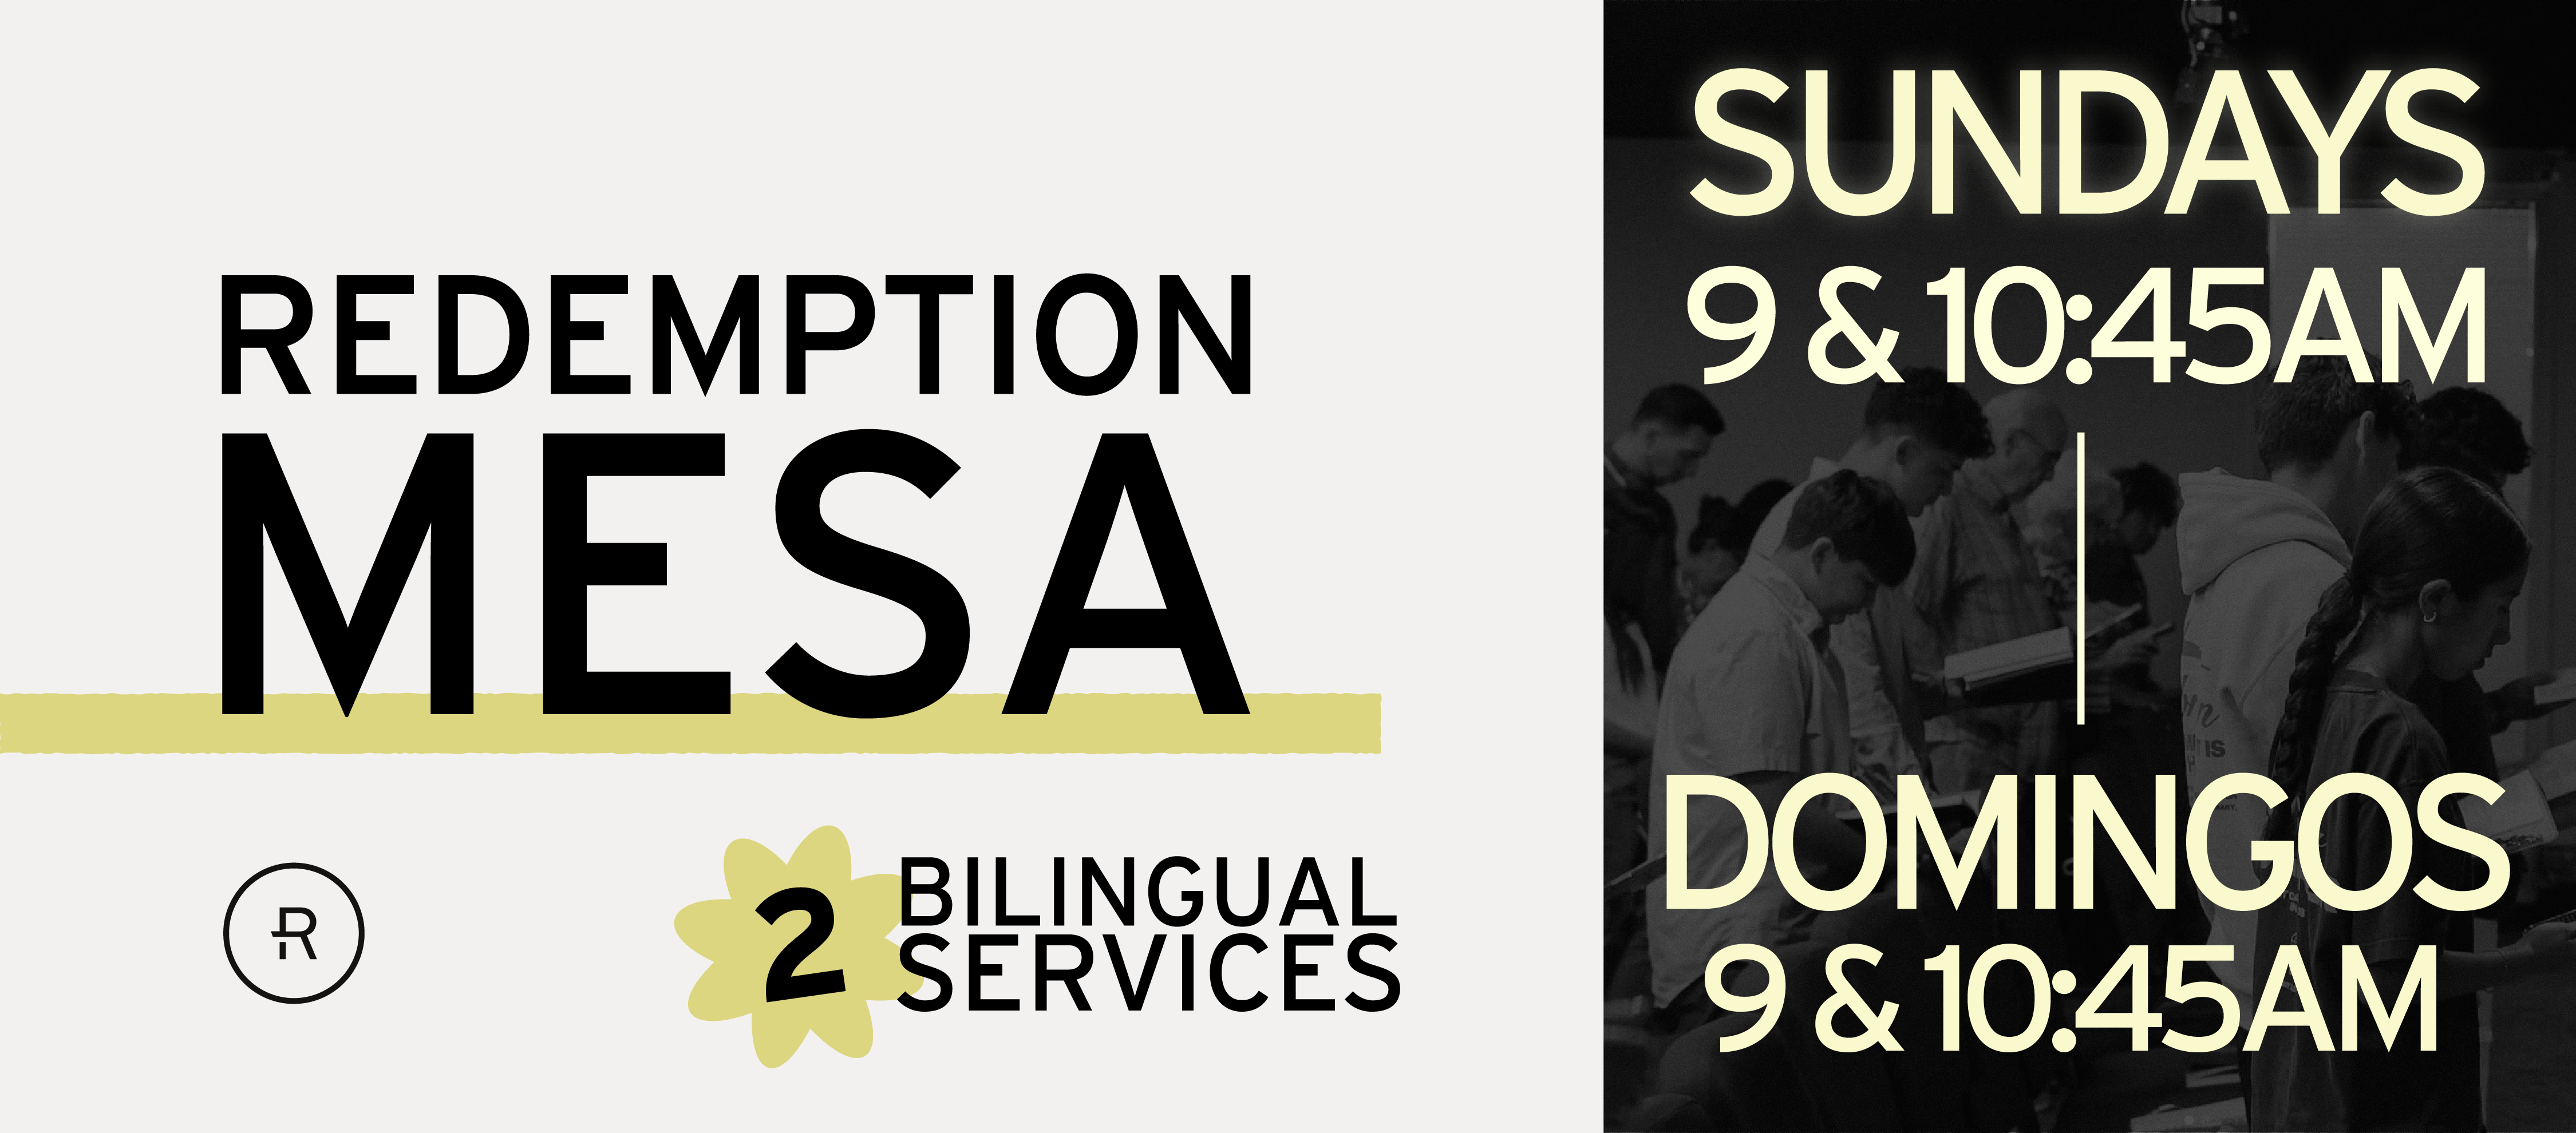 REDEMPTION
MESA
R
2 BILINGUAL
SERVICES
SUNDAYS
9 & 10:45AM
DOMINGOS
9 & 10:45AM